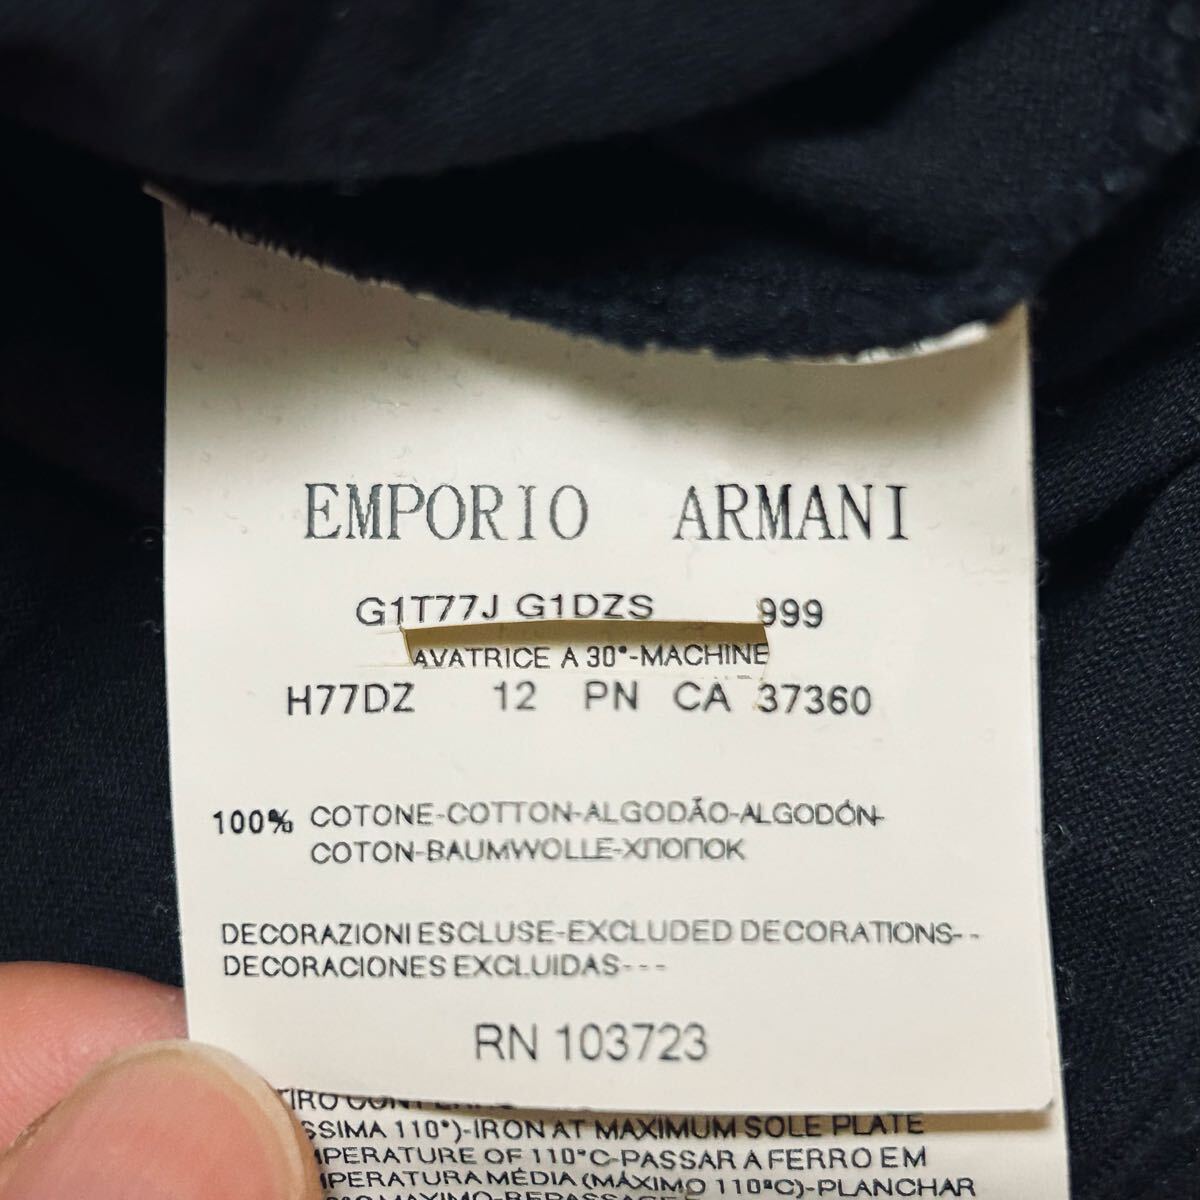 EMPORIO ARMANI
G1T77J G1DZS 999
AVATRICE A 30°-MACHINE
H77DZ 12 PN CA 37360
100% COTONE-COTTON-ALGODÃO-ALGODÓN-
COTON-BAUMWOLLE-ХЛОПОК
DECORAZIONI ESCLUSE-EXCLUDED DECORATIONS--
DECORACIONES EXCLUIDAS---
RN 103723
SSIMA 110°)-IRON AT MAXIMUM SOLE PLATE
MPERATURE OF 110°C-PASSAR A FERRO EM
MPERATURA MÉDIA (MÁXIMO 110°C)-PLANCHAR
MAXIMO-REPASSAGE